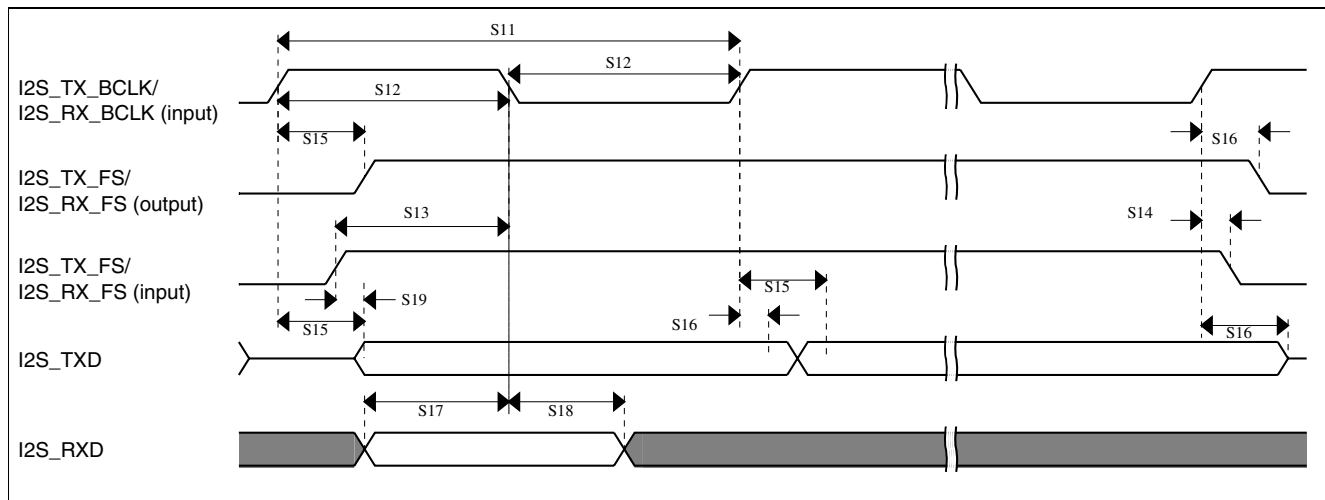 S11
I2S_TX_BCLK/
I2S_RX_BCLK (input)
S12
S12
S15
S16
I2S_TX_FS/
I2S_RX_FS (output)
S13
S14
I2S_TX_FS/
I2S_RX_FS (input)
S15
S19
S15
S16
S16
I2S_TXD
S17
S18
I2S_RXD